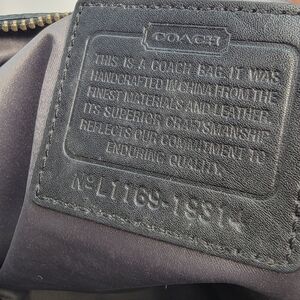 COACH
THIS IS A COACH BAG. IT WAS
HANDCRAFTED IN CHINA FROM THE
FINEST MATERIALS AND LEATHER.
ITS SUPERIOR CRAFTSMANSHIP
REFLECTS OUR COMMITMENT TO
ENDURING QUALITY.
Nº L1169-19314